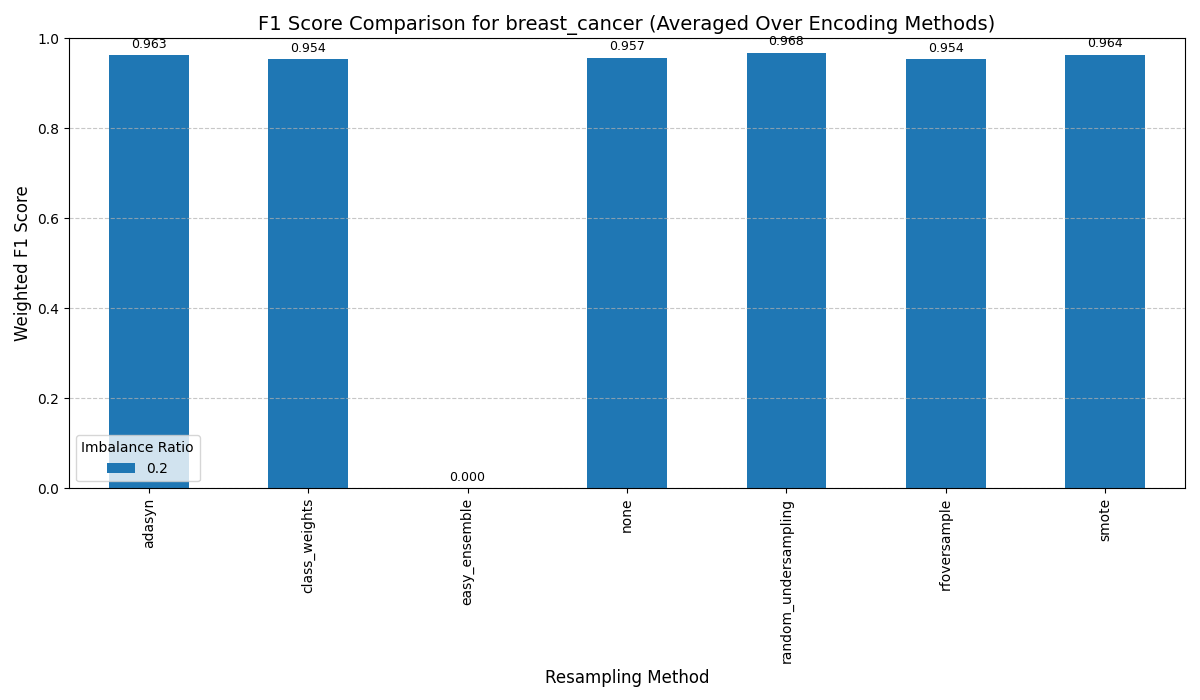 F1 Score Comparison for breast_cancer (Averaged Over Encoding Methods)
Weighted F1 Score
1.0
0.8
0.6
0.4
0.2
0.0
0.963
0.954
0.000
0.957
0.968
0.954
0.964
Imbalance Ratio
0.2
adasyn
class_weights
easy_ensemble
none
random_undersampling
rfoversample
smote
Resampling Method